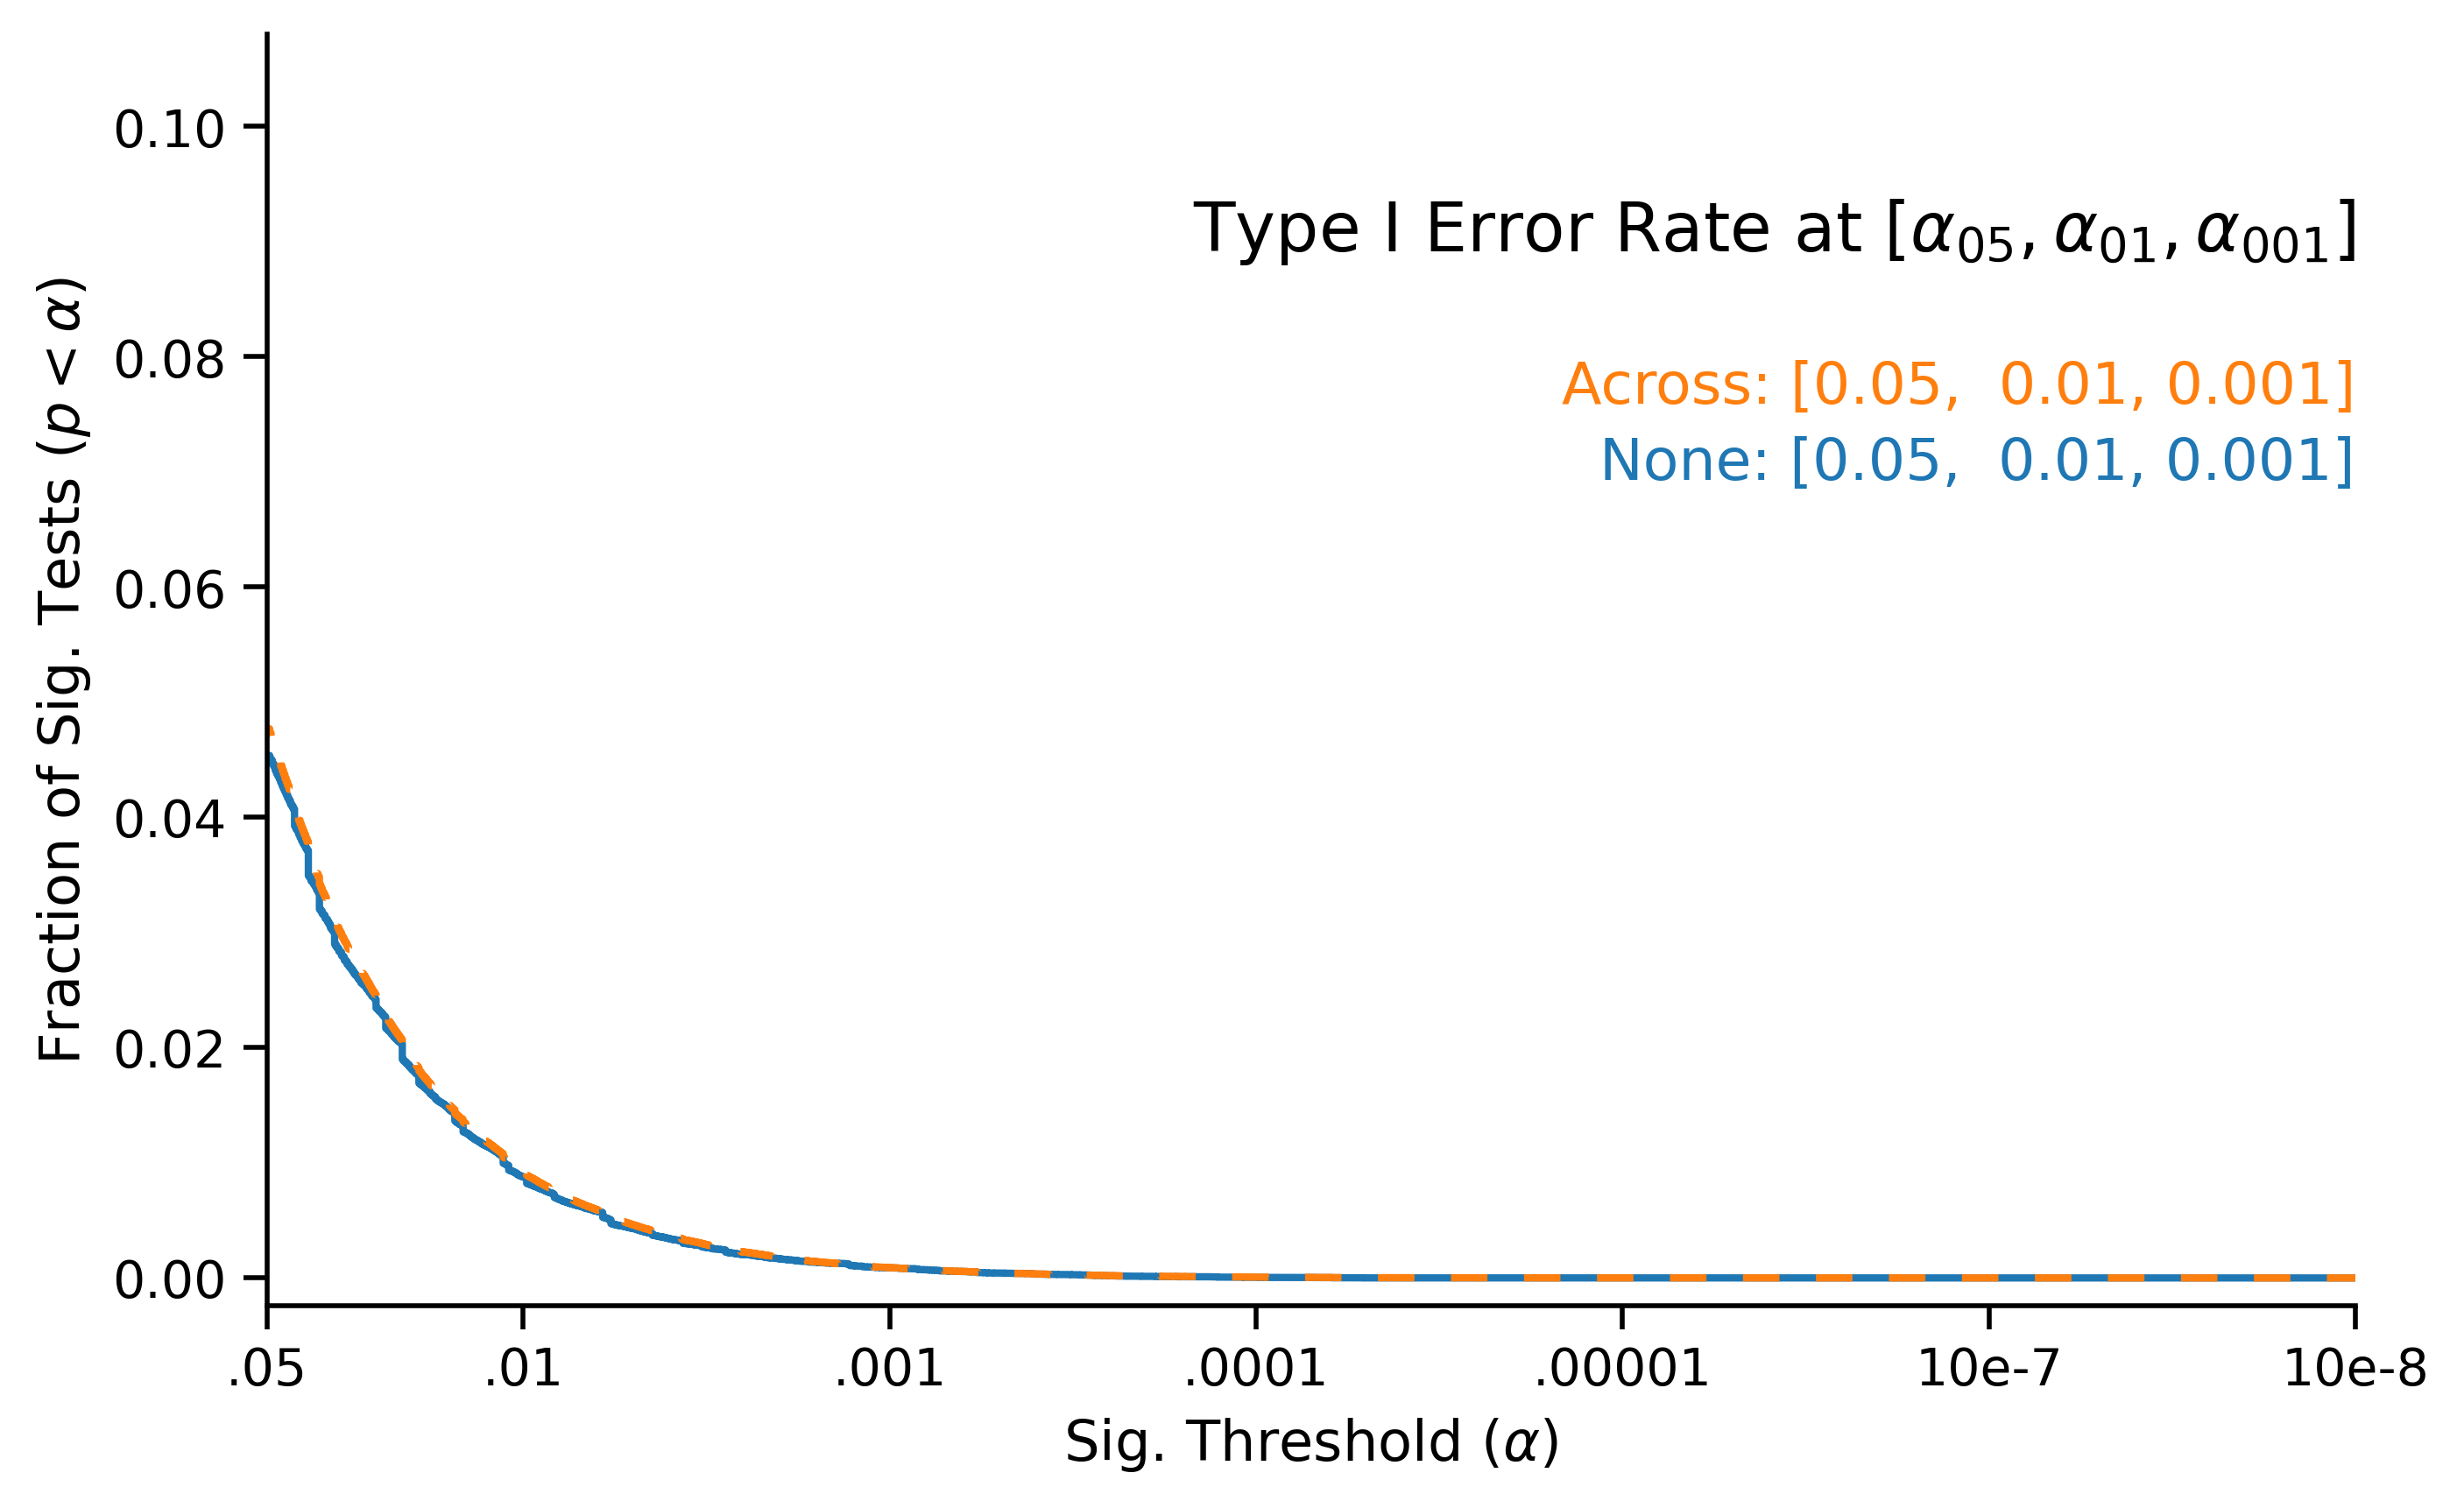 0.10
0.08
0.06
0.04
0.02
0.00
Fraction of Sig. Tests (p < α)
Type I Error Rate at [α₀₅, α₀₁, α₀₀₁]
Across: [0.05, 0.01, 0.001]
None: [0.05, 0.01, 0.001]
.05 .01 .001 .0001 .00001 10e-7 10e-8
Sig. Threshold (α)